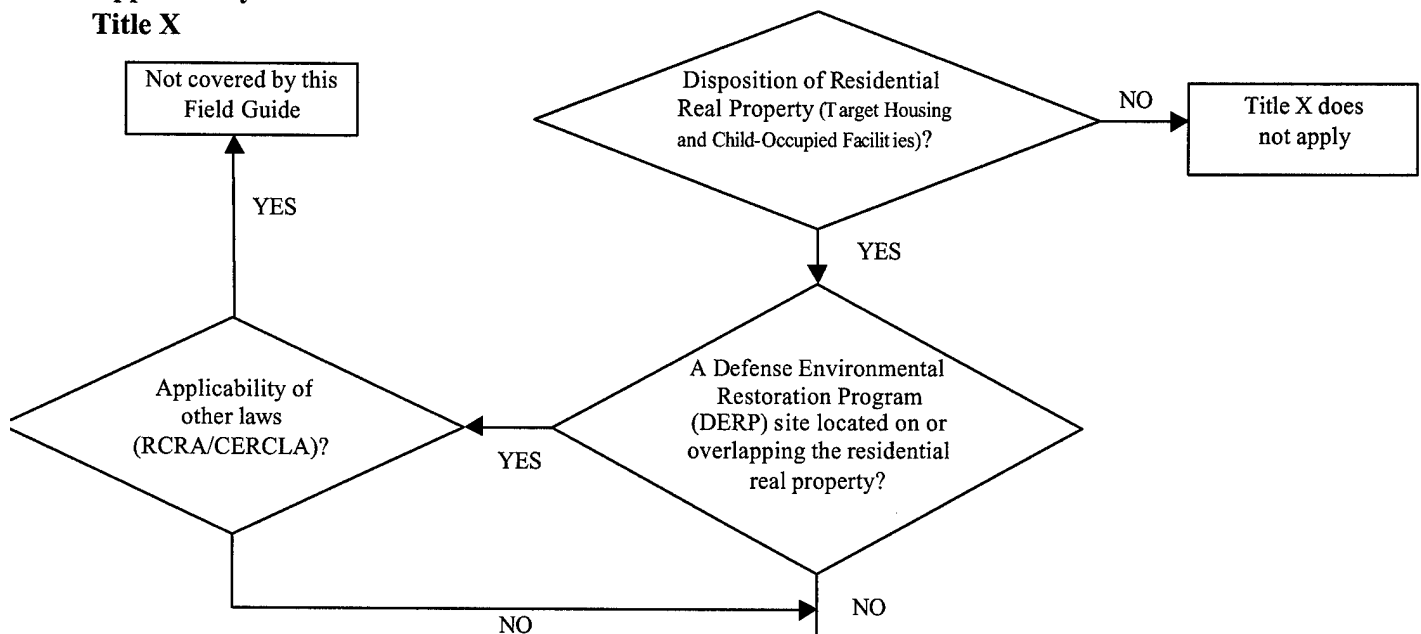 Title X
Not covered by this
Field Guide
Disposition of Residential
Real Property (Target Housing
and Child-Occupied Facilities)?
NO
Title X does
not apply
YES
YES
Applicability of
other laws
(RCRA/CERCLA)?
A Defense Environmental
Restoration Program
(DERP) site located on or
overlapping the residential
real property?
YES
NO
NO